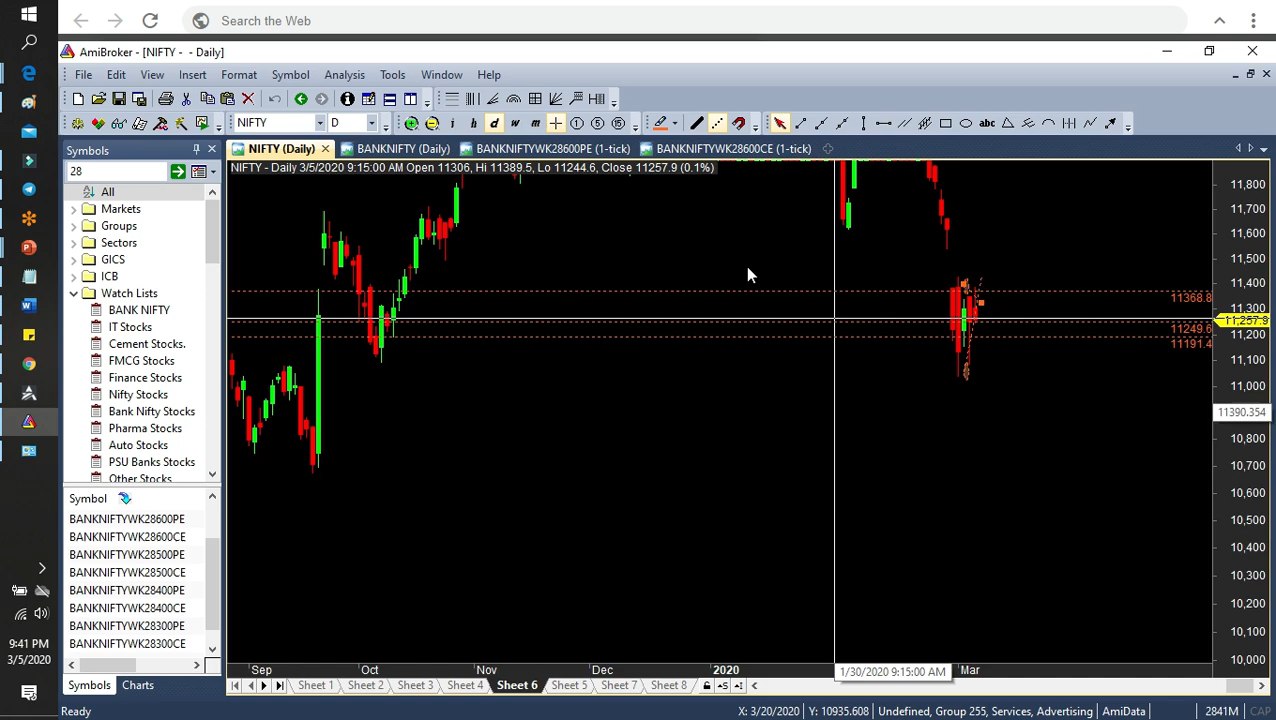 Search the Web
AmiBroker - [NIFTY - - Daily]
File Edit View Insert Format Symbol Analysis Tools Window Help
NIFTY D i h d w m 1 5 15 abc
Symbols
28
All
Markets
Groups
Sectors
GICS
ICB
Watch Lists
BANK NIFTY
IT Stocks
Cement Stocks.
FMCG Stocks
Finance Stocks
Nifty Stocks
Bank Nifty Stocks
Pharma Stocks
Auto Stocks
PSU Banks Stocks
Other Stocks
Symbol
BANKNIFTYWK28600PE
BANKNIFTYWK28600CE
BANKNIFTYWK28500PE
BANKNIFTYWK28500CE
BANKNIFTYWK28400PE
BANKNIFTYWK28400CE
BANKNIFTYWK28300PE
BANKNIFTYWK28300CE
Symbols Charts
NIFTY (Daily) BANKNIFTY (Daily) BANKNIFTYWK28600PE (1-tick) BANKNIFTYWK28600CE (1-tick)
NIFTY - Daily 3/5/2020 9:15:00 AM Open 11306, Hi 11389.5, Lo 11244.6, Close 11257.9 (0.1%)
11,800
11,700
11,600
11,500
11,400
11368.8
11,300
11,257.9
11249.6
11,200
11191.4
11,100
11,000
11390.354
10,800
10,700
10,600
10,500
10,400
10,300
10,200
10,100
10,000
Sep Oct Nov Dec 2020 1/30/2020 9:15:00 AM Mar
Sheet 1 Sheet 2 Sheet 3 Sheet 4 Sheet 6 Sheet 5 Sheet 7 Sheet 8
Ready X: 3/20/2020 Y: 10935.608 Undefined, Group 255, Services, Advertising AmiData 2841M CAP
9:41 PM
3/5/2020